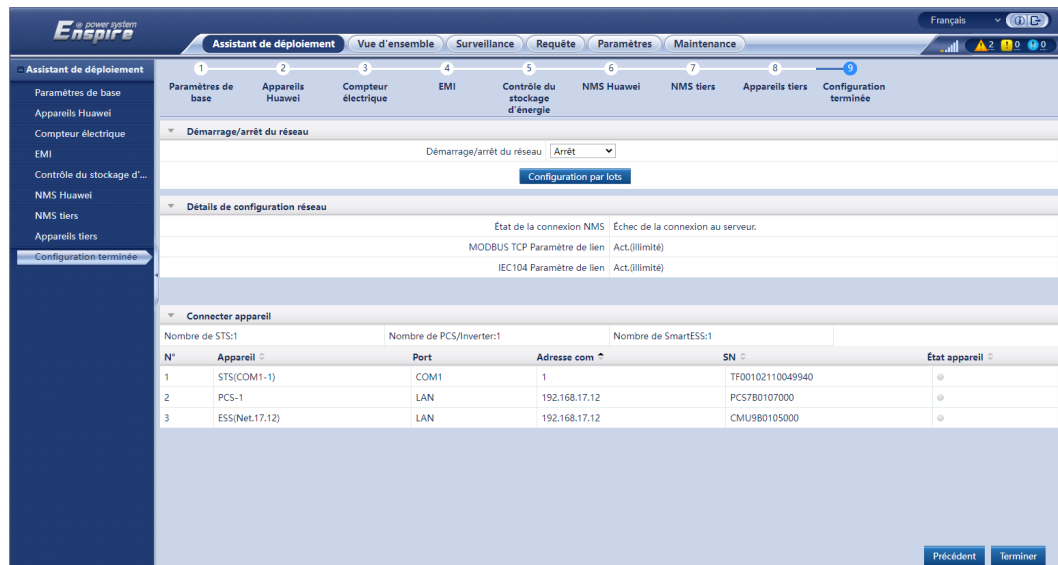 e power system
Enspire
Français
Assistant de déploiement Vue d'ensemble Surveillance Requête Paramètres Maintenance
2 0 0
Assistant de déploiement
Paramètres de base
Appareils Huawei
Compteur électrique
EMI
Contrôle du stockage d'...
NMS Huawei
NMS tiers
Appareils tiers
Configuration terminée
1 2 3 4 5 6 7 8 9
Paramètres de base
Appareils Huawei
Compteur électrique
EMI
Contrôle du stockage d'énergie
NMS Huawei
NMS tiers
Appareils tiers
Configuration terminée
Démarrage/arrêt du réseau
Démarrage/arrêt du réseau Arrêt
Configuration par lots
Détails de configuration réseau
État de la connexion NMS Échec de la connexion au serveur.
MODBUS TCP Paramètre de lien Act.(illimité)
IEC104 Paramètre de lien Act.(illimité)
Connecter appareil
Nombre de STS:1 Nombre de PCS/Inverter:1 Nombre de SmartESS:1
N° Appareil Port Adresse com SN État appareil
1 STS(COM1-1) COM1 1 TF00102110049940
2 PCS-1 LAN 192.168.17.12 PCS7B0107000
3 ESS(Net.17.12) LAN 192.168.17.12 CMU9B0105000
Précédent Terminer